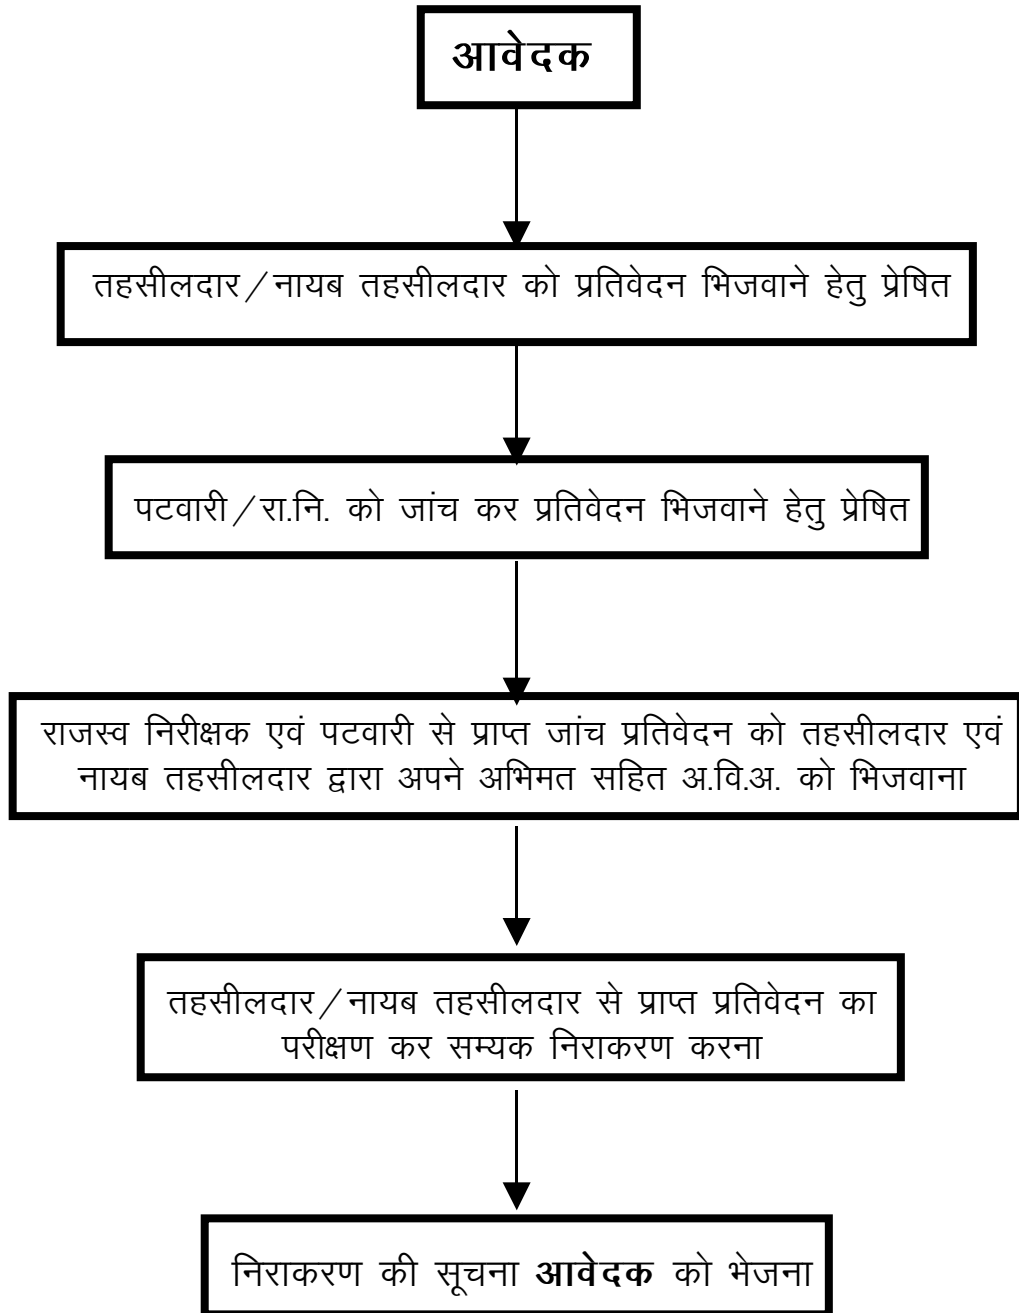 आवेदक
तहसीलदार/नायब तहसीलदार को प्रतिवेदन भिजवाने हेतु प्रेषित
पटवारी/रा.नि. को जांच कर प्रतिवेदन भिजवाने हेतु प्रेषित
राजस्व निरीक्षक एवं पटवारी से प्राप्त जांच प्रतिवेदन को तहसीलदार एवं
नायब तहसीलदार द्वारा अपने अभिमत सहित अ.वि.अ. को भिजवाना
तहसीलदार/नायब तहसीलदार से प्राप्त प्रतिवेदन का
परीक्षण कर सम्यक निराकरण करना
निराकरण की सूचना आवेदक को भेजना